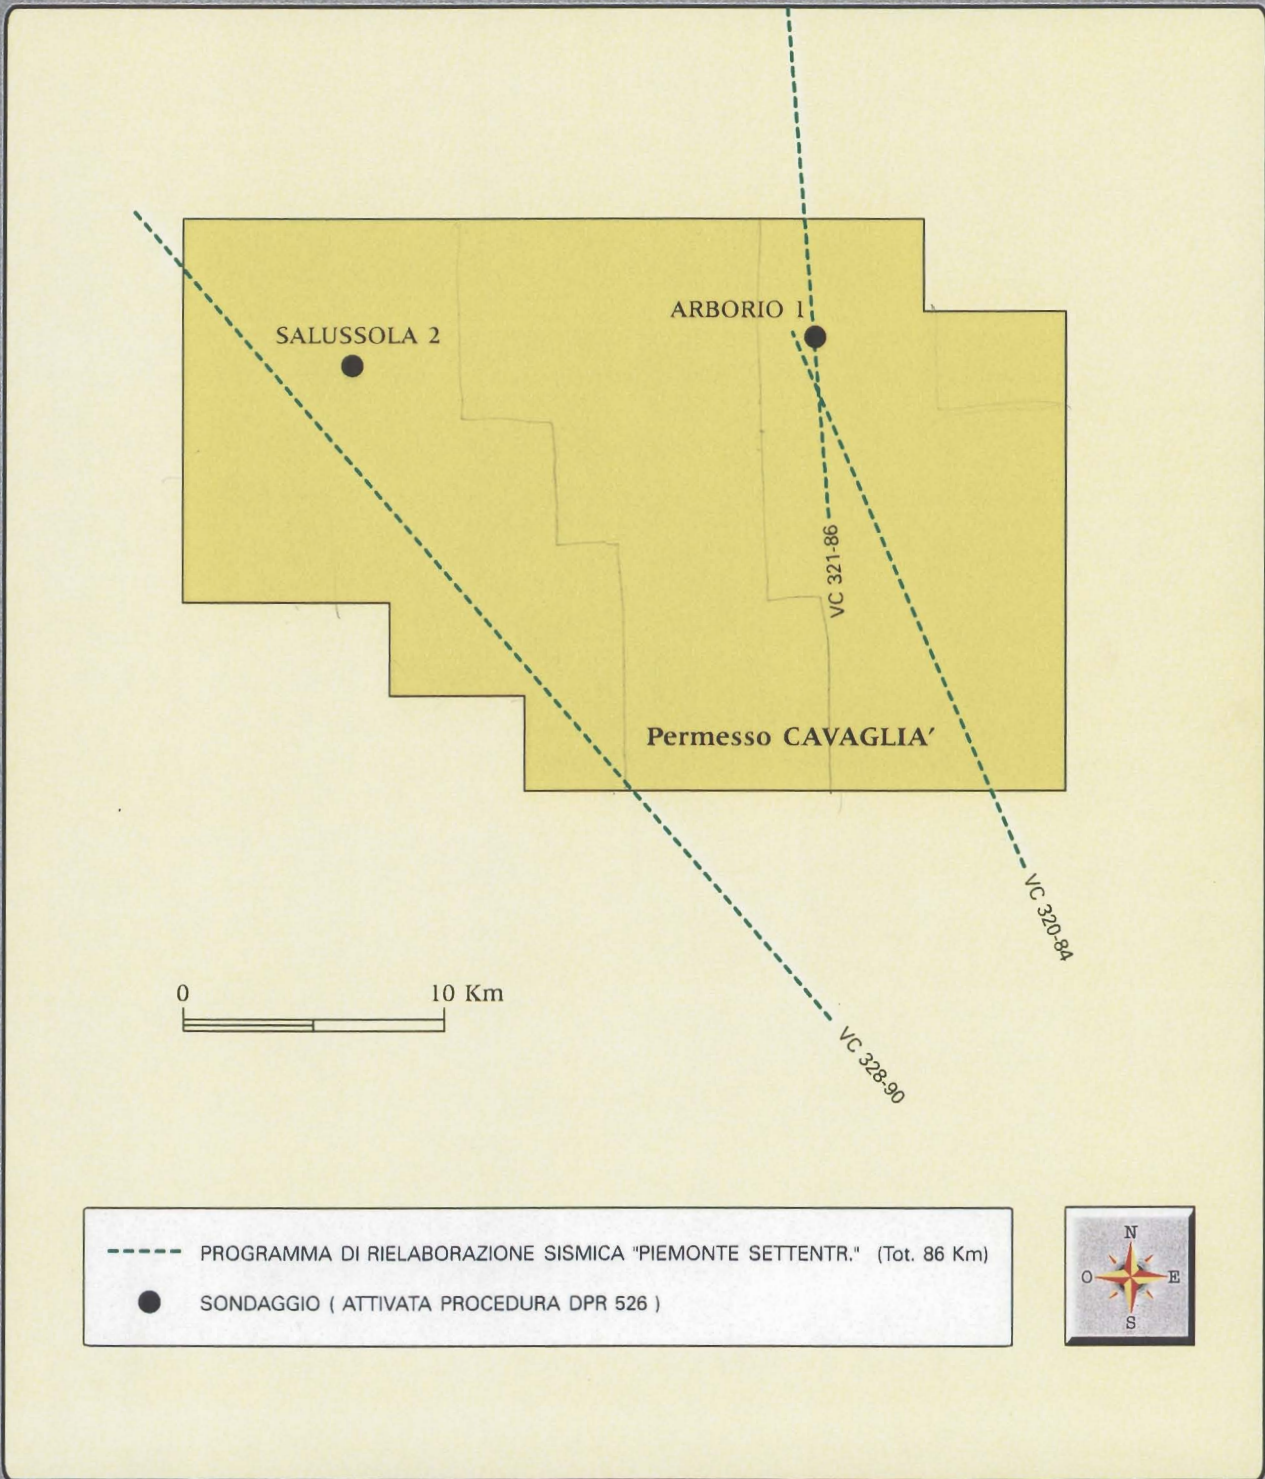 ARBORIO 1
SALUSSOLA 2
VC 321-86
Permesso CAVAGLIA'
VC 320-84
0 10 Km
VC 328-90
PROGRAMMA DI RIELABORAZIONE SISMICA "PIEMONTE SETTENTR." (Tot. 86 Km)
SONDAGGIO ( ATTIVATA PROCEDURA DPR 526 )
N
O E
S